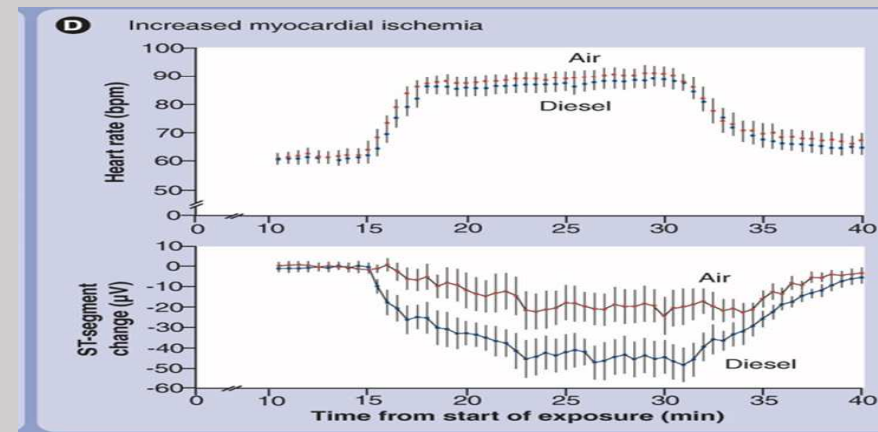 D Increased myocardial ischemia
100
90
80
70
60
50
0
Heart rate (bpm)
Air
Diesel
0 10 15 20 25 30 35 40
10
0
-10
-20
-30
-40
-50
-60
ST-segment
change (µV)
Air
Diesel
0 10 15 20 25 30 35 40
Time from start of exposure (min)